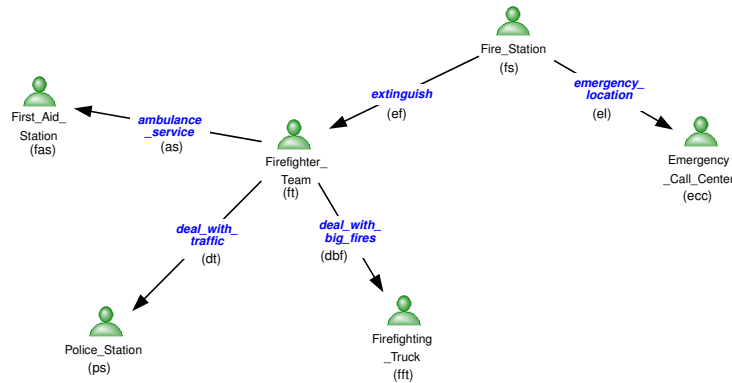 Fire_Station
(fs)
extinguish
(ef)
emergency_
location
(el)
First_Aid_
Station
(fas)
ambulance
_service
(as)
Firefighter_
Team
(ft)
Emergency
_Call_Center
(ecc)
deal_with_
traffic
(dt)
deal_with_
big_fires
(dbf)
Police_Station
(ps)
Firefighting
_Truck
(fft)